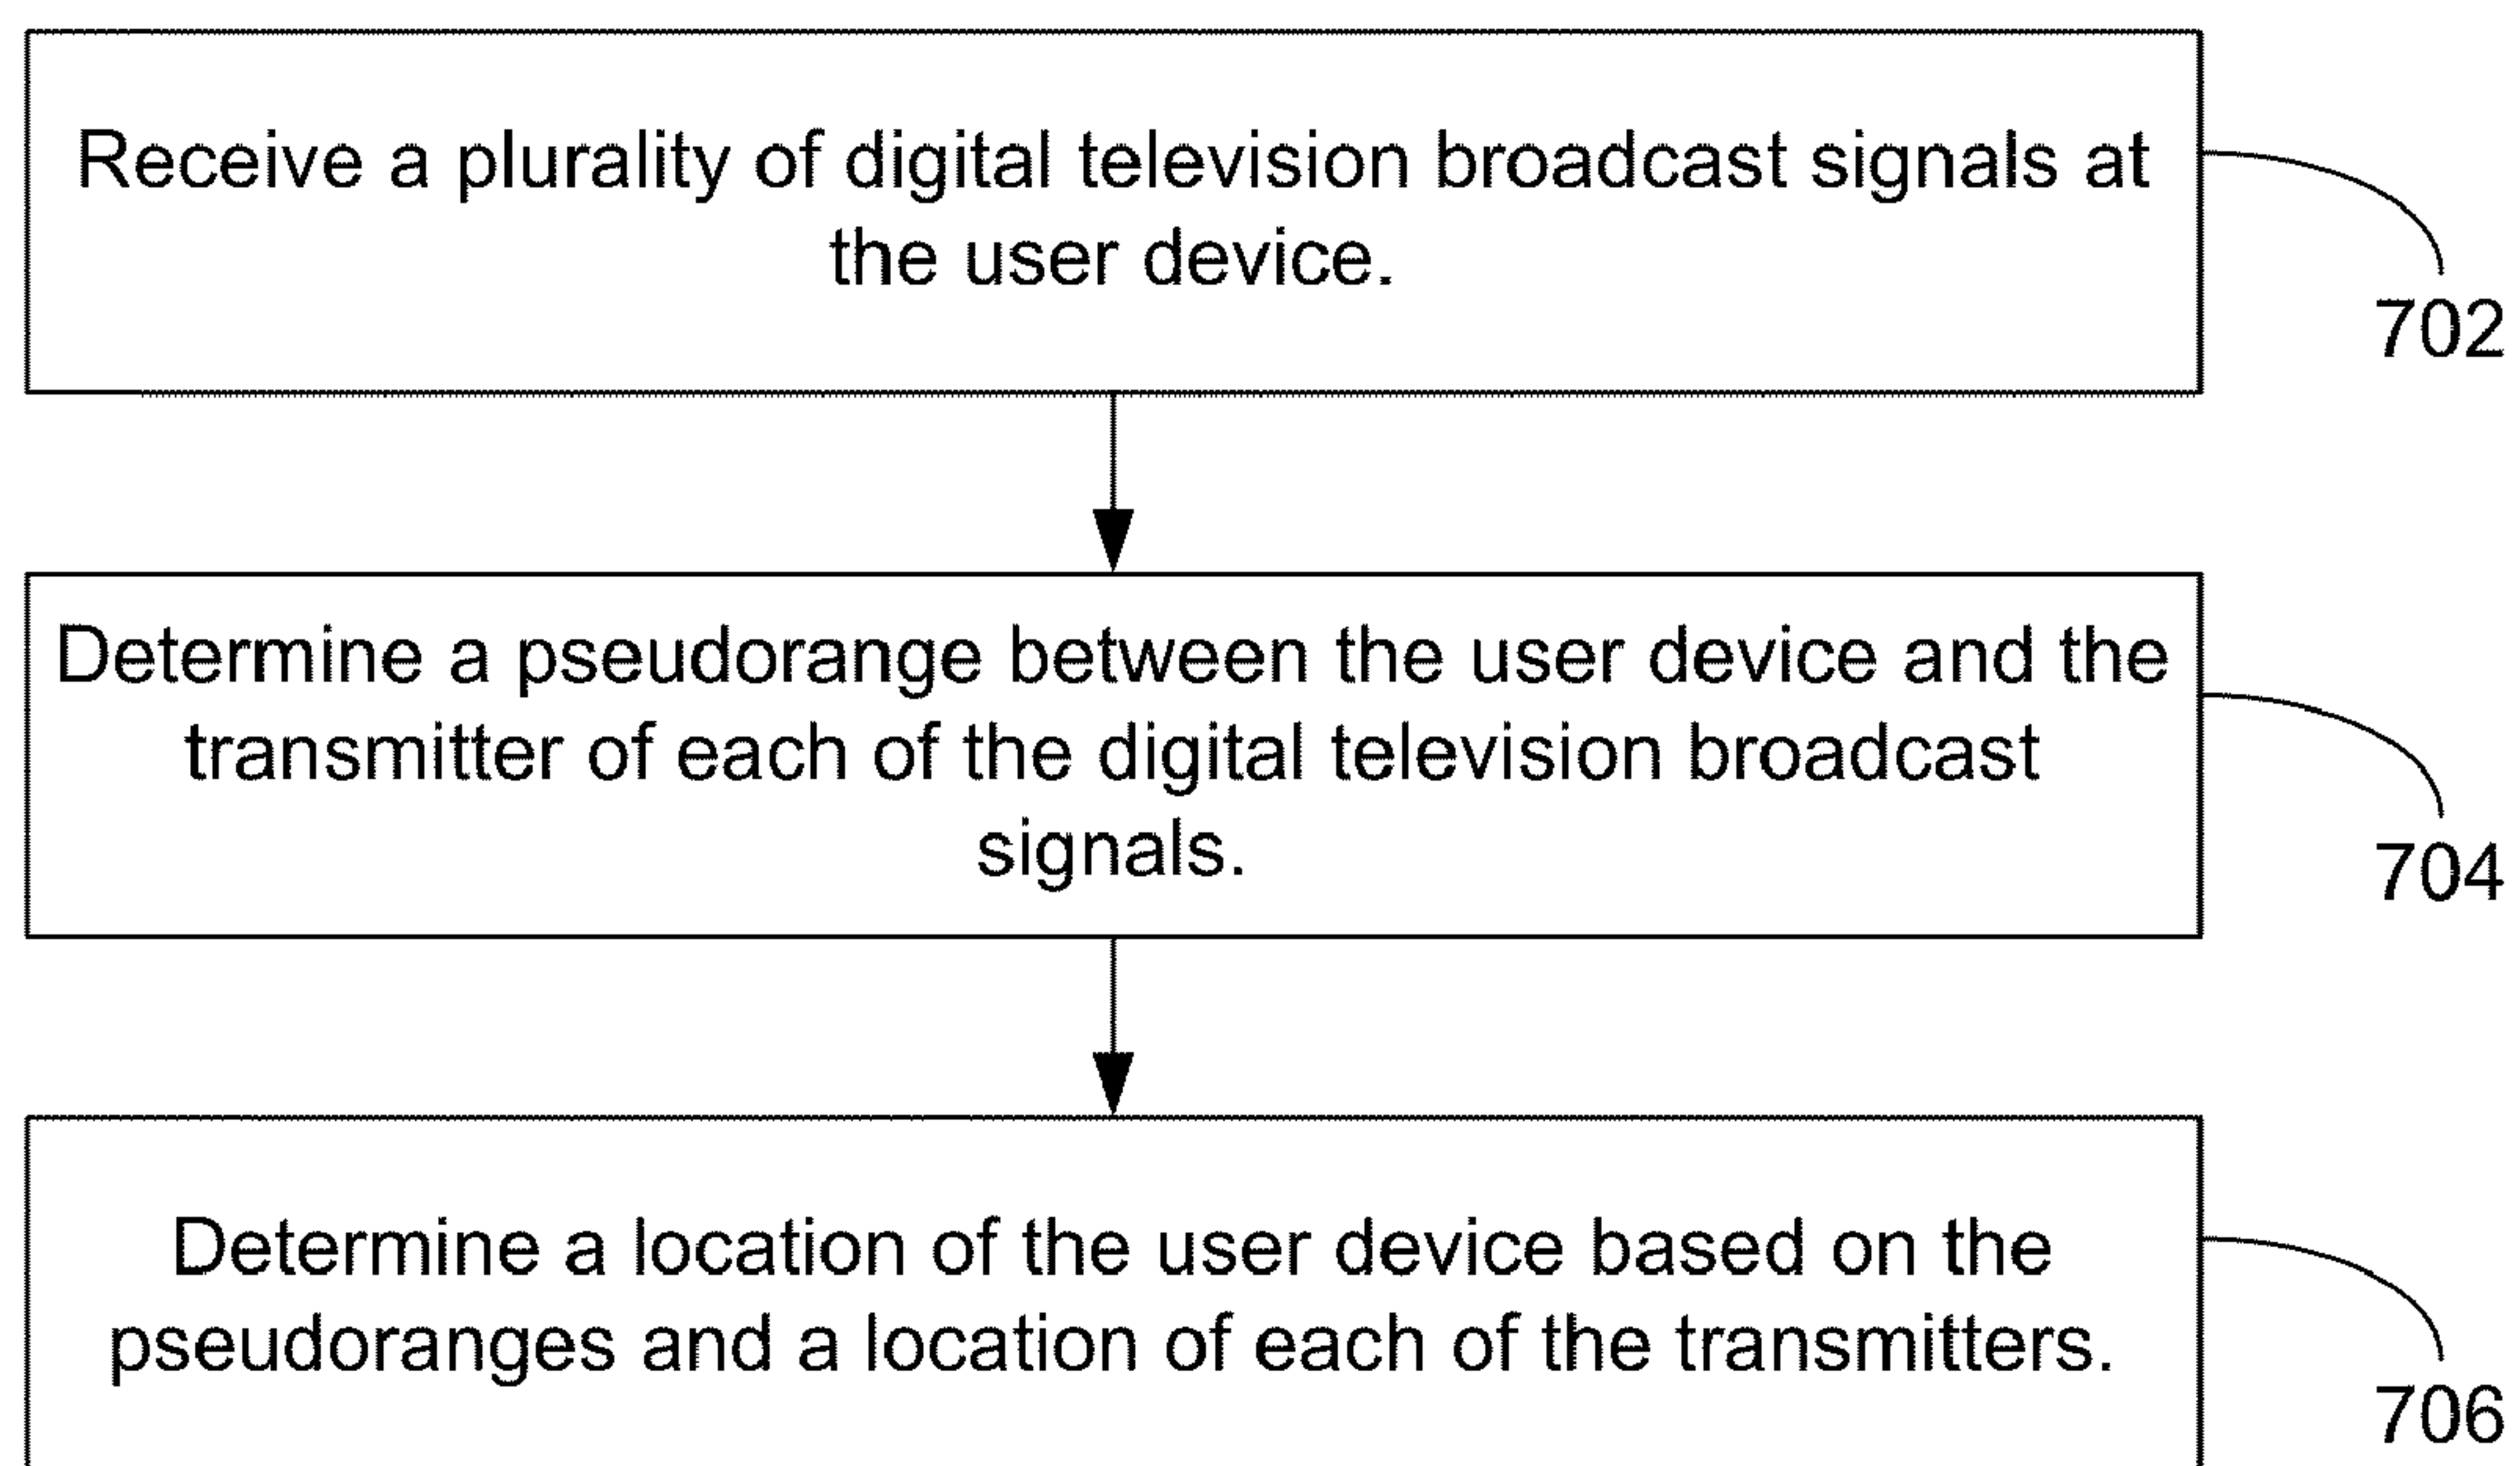 Receive a plurality of digital television broadcast signals at
the user device.
702
Determine a pseudorange between the user device and the
transmitter of each of the digital television broadcast
signals.
704
Determine a location of the user device based on the
pseudoranges and a location of each of the transmitters.
706